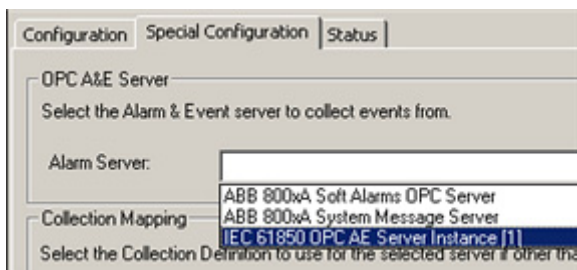 Configuration Special Configuration Status
OPC A&E Server
Select the Alarm & Event server to collect events from.
Alarm Server:
ABB 800xA Soft Alarms OPC Server
ABB 800xA System Message Server
IEC 61850 OPC AE Server Instance [1]
Collection Mapping
Select the Collection Definition to use for the selected server if other